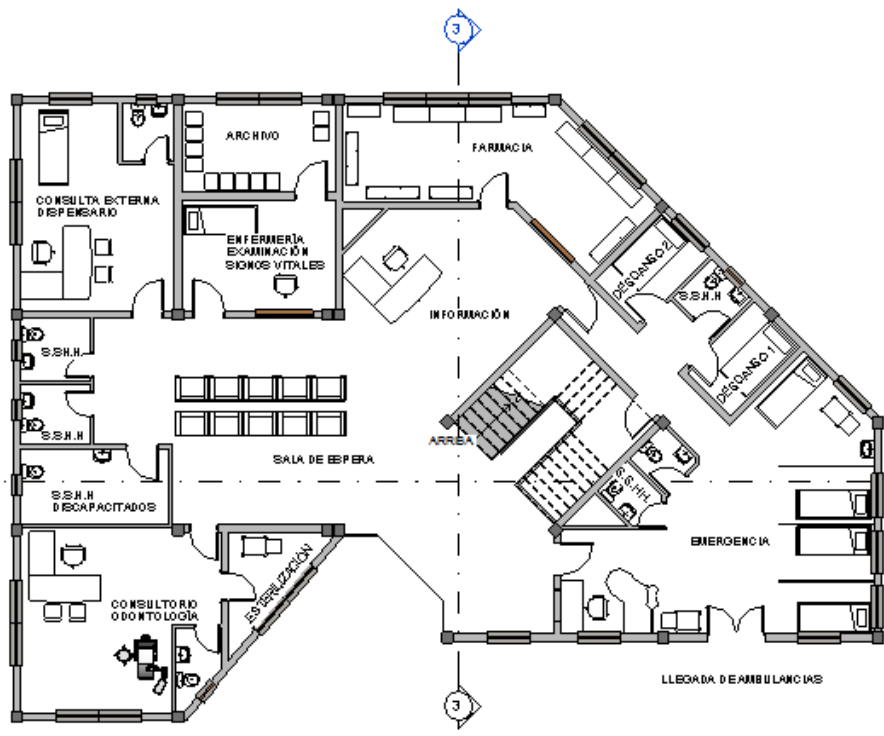 3
ARCHIVO
FARMACIA
CONSULTA EXTERNA
DISPENSARIO
ENFERMERÍA
EXAMINACIÓN
SIGNOS VITALES
DESCANSO 2
S.S.H.H
INFORMACIÓN
DESCANSO 1
S.S.H.H.
S.S.H.H
ARRIBA
SALA DE ESPERA
S.S.H.H.
S.S.H.H
DISCAPACITADOS
EMERGENCIA
ESTERILIZACIÓN
CONSULTORIO
ODONTOLOGÍA
LLEGADA DE AMBULANCIAS
3